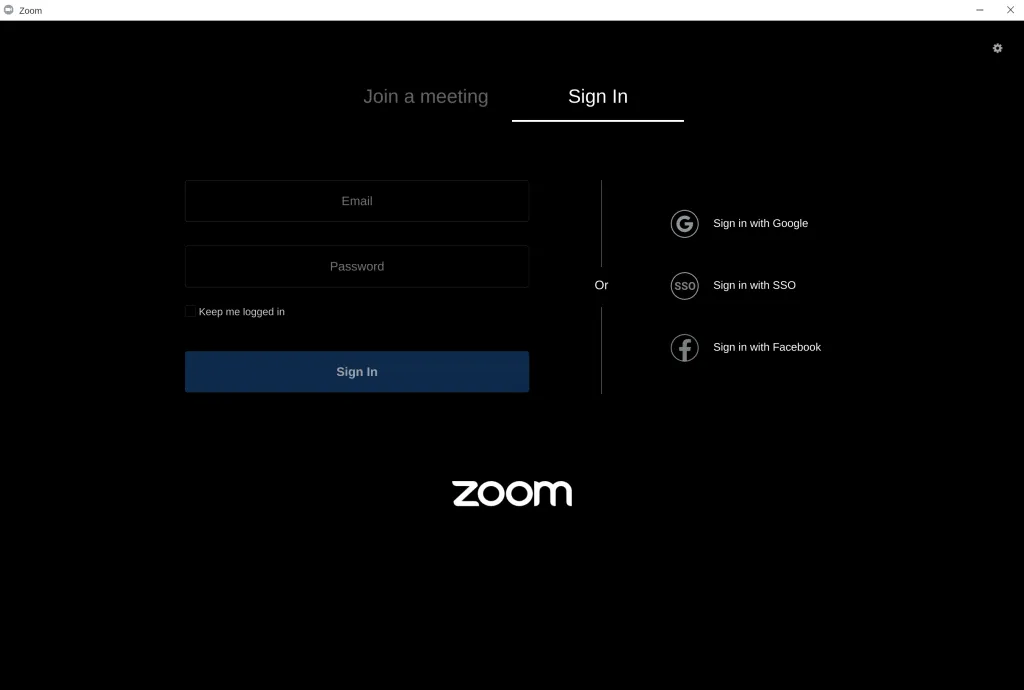 Zoom
Join a meeting
Sign In
Email
Password
Keep me logged in
Sign In
Or
G
Sign in with Google
SSO
Sign in with SSO
f
Sign in with Facebook
zoom